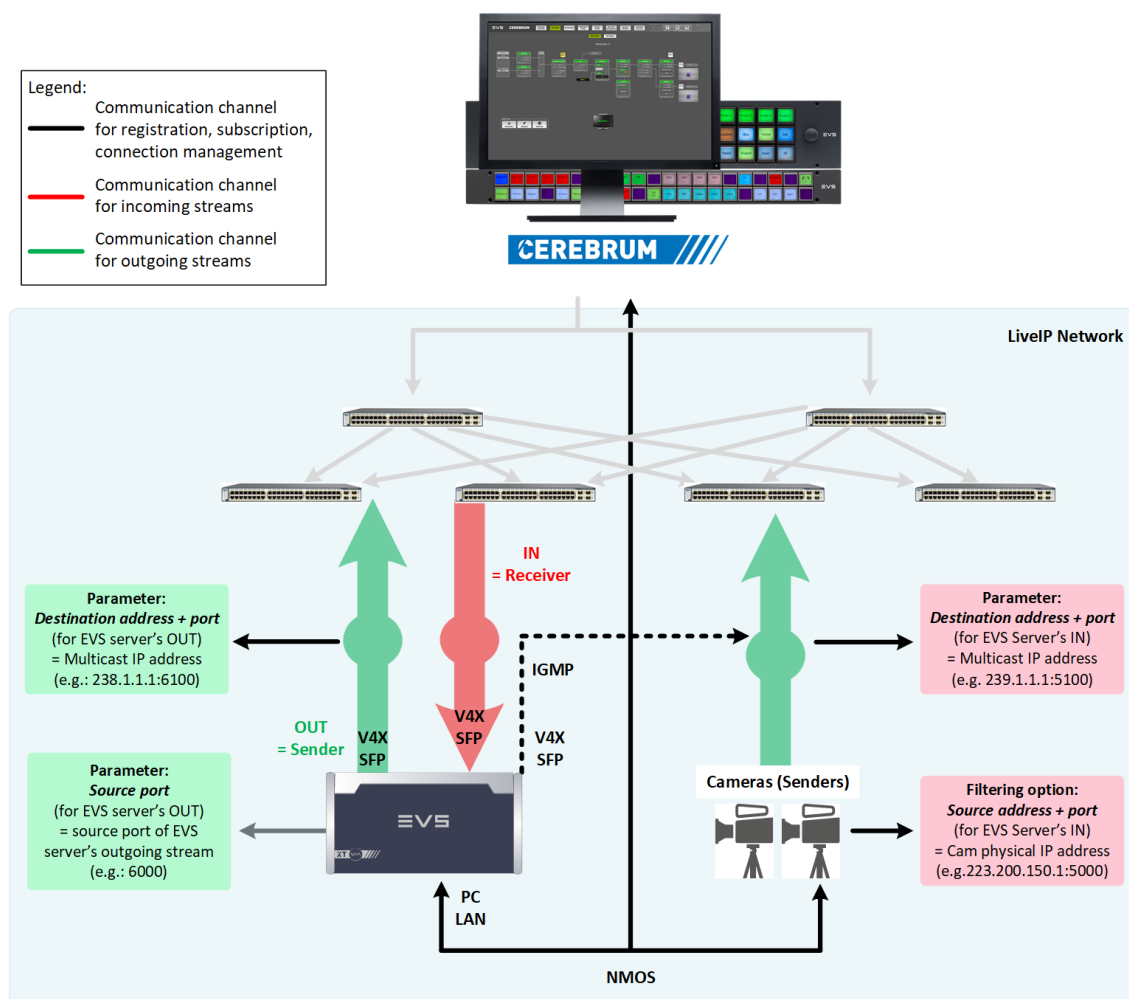 Legend:
Communication channel
for registration, subscription,
connection management
Communication channel
for incoming streams
Communication channel
for outgoing streams
EVS CEREBRUM
EVS
EVS
CEREBRUM
LiveIP Network
IN
= Receiver
Parameter:
Destination address + port
(for EVS server's OUT)
= Multicast IP address
(e.g.: 238.1.1.1:6100)
Parameter:
Destination address + port
(for EVS Server's IN)
= Multicast IP address
(e.g. 239.1.1.1:5100)
IGMP
OUT
= Sender
V4X
SFP
V4X
SFP
V4X
SFP
Parameter:
Source port
(for EVS server's OUT)
= source port of EVS
server's outgoing stream
(e.g.: 6000)
EVS
XT
Cameras (Senders)
Filtering option:
Source address + port
(for EVS Server's IN)
= Cam physical IP address
(e.g.223.200.150.1:5000)
PC
LAN
NMOS